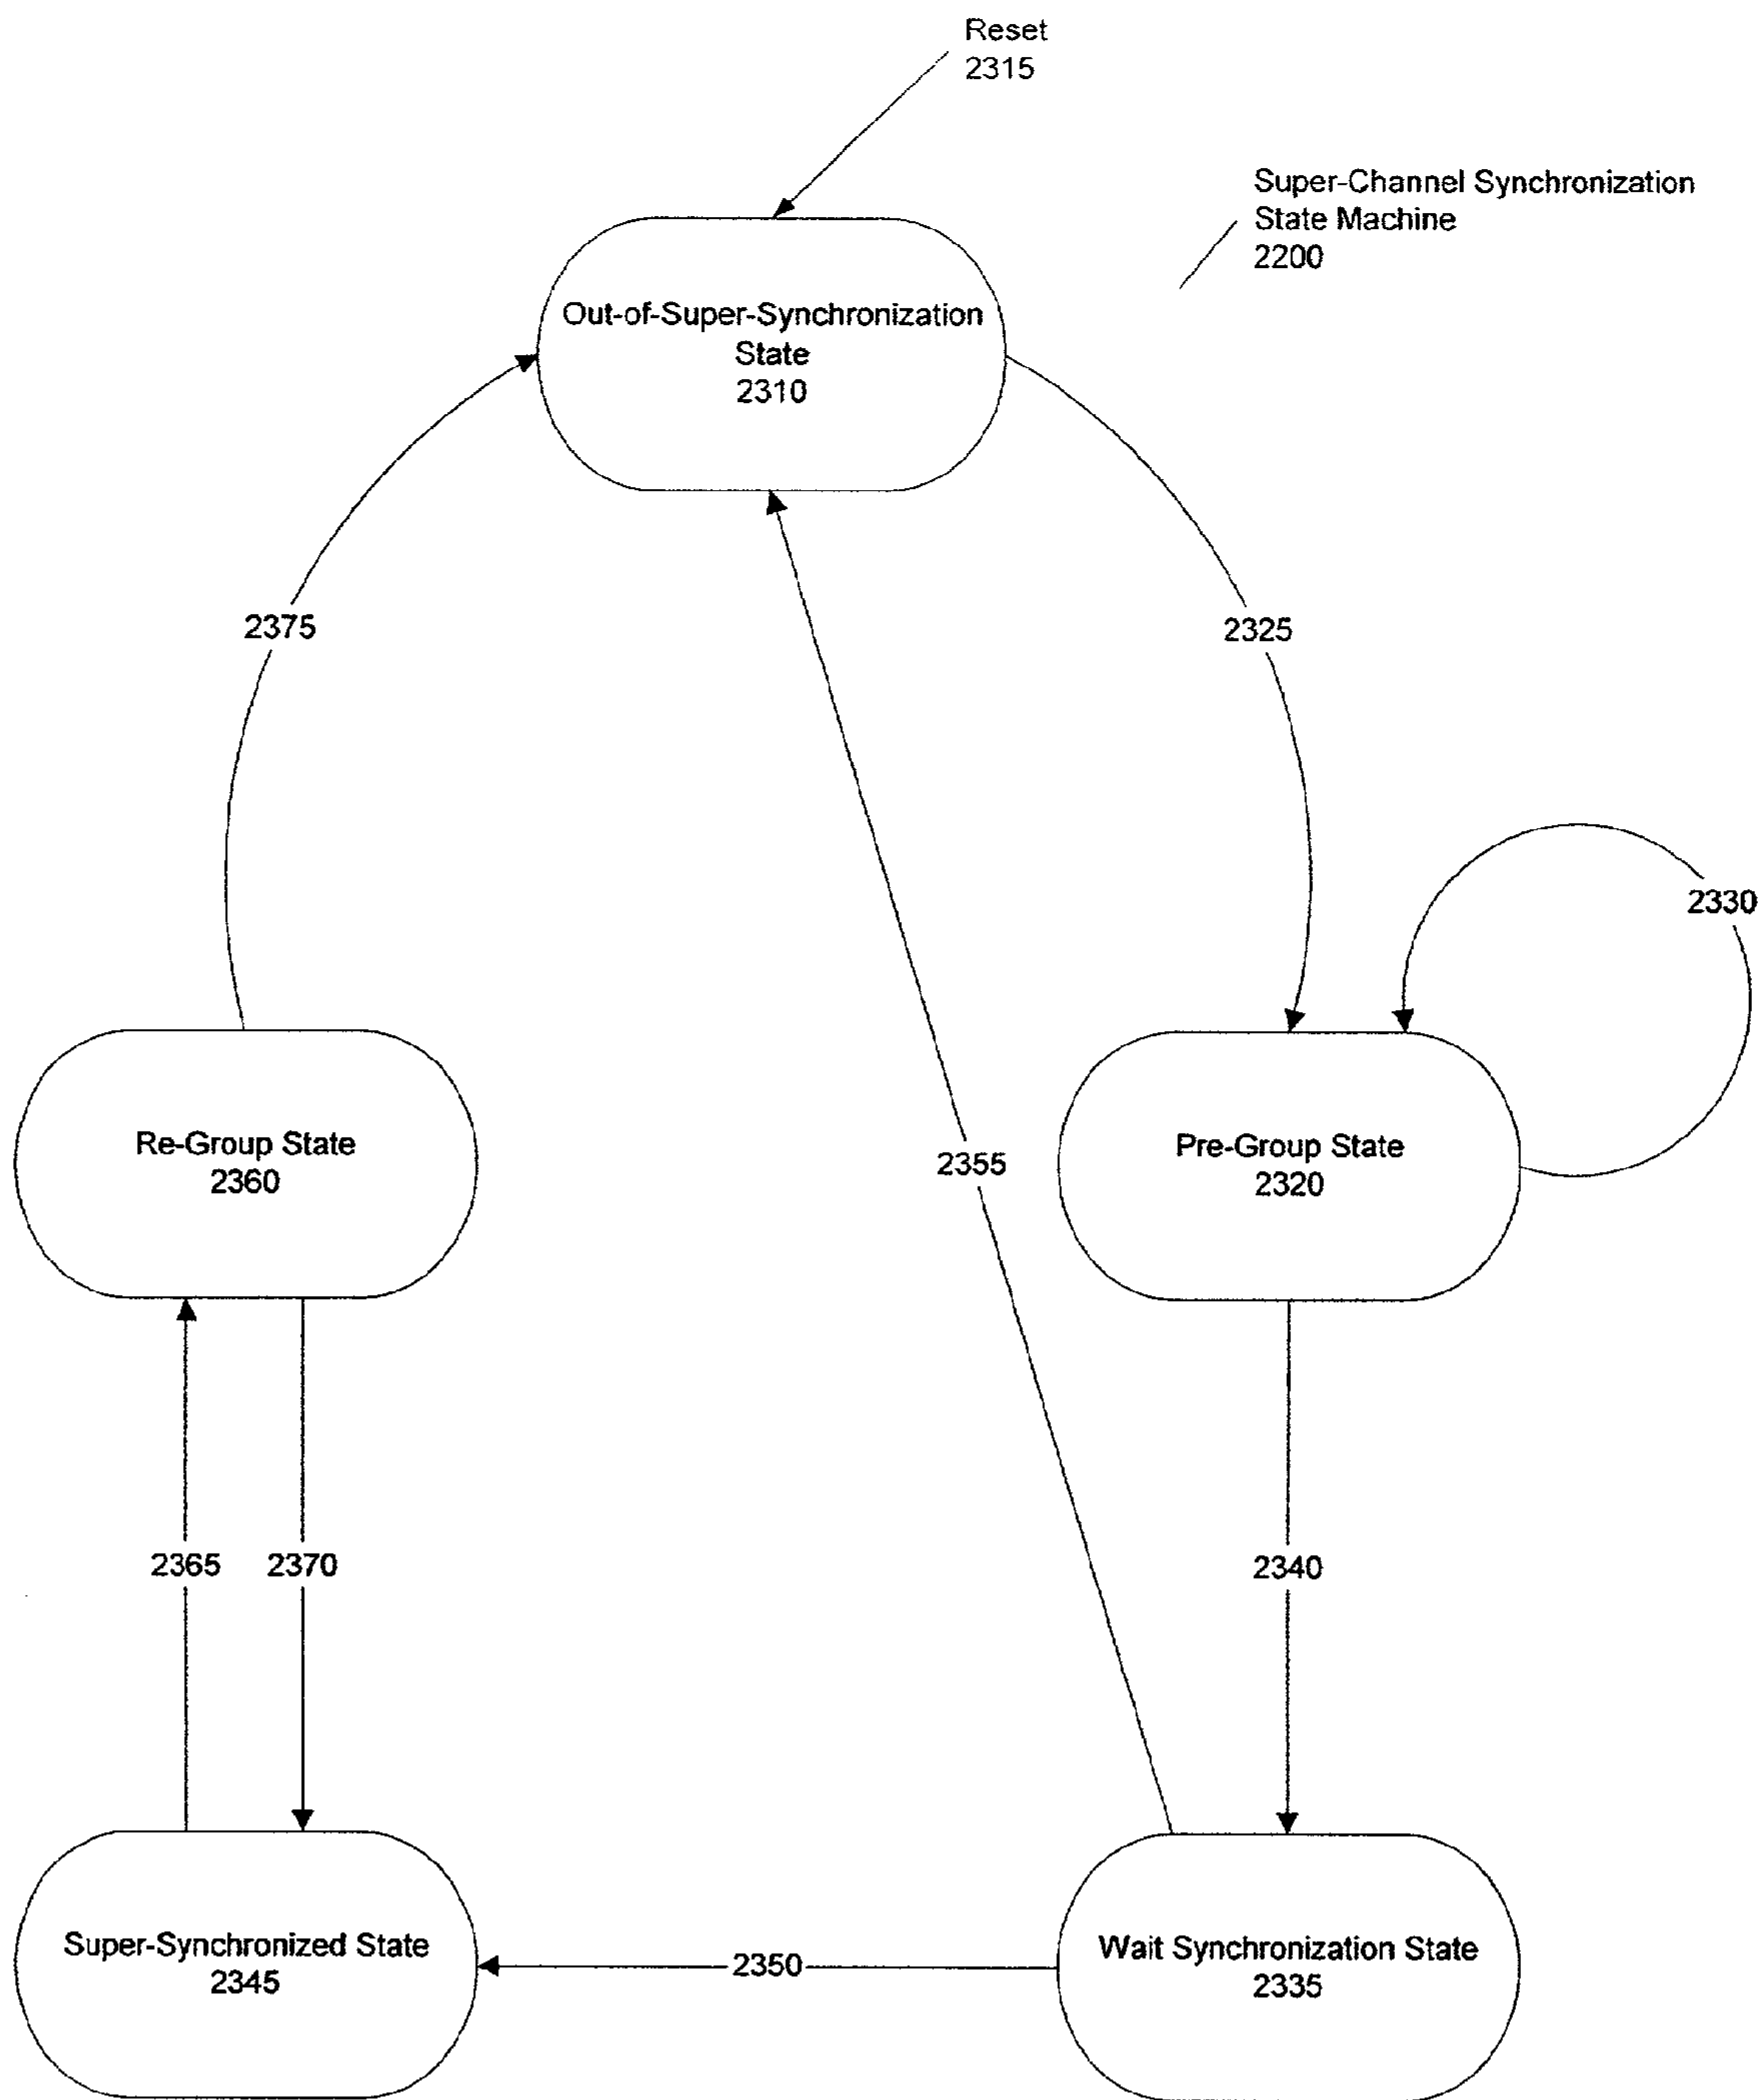 Reset
2315
Super-Channel Synchronization
State Machine
2200
Out-of-Super-Synchronization
State
2310
2375
2325
2330
Re-Group State
2360
2355
Pre-Group State
2320
2365
2370
2340
Super-Synchronized State
2345
2350
Wait Synchronization State
2335